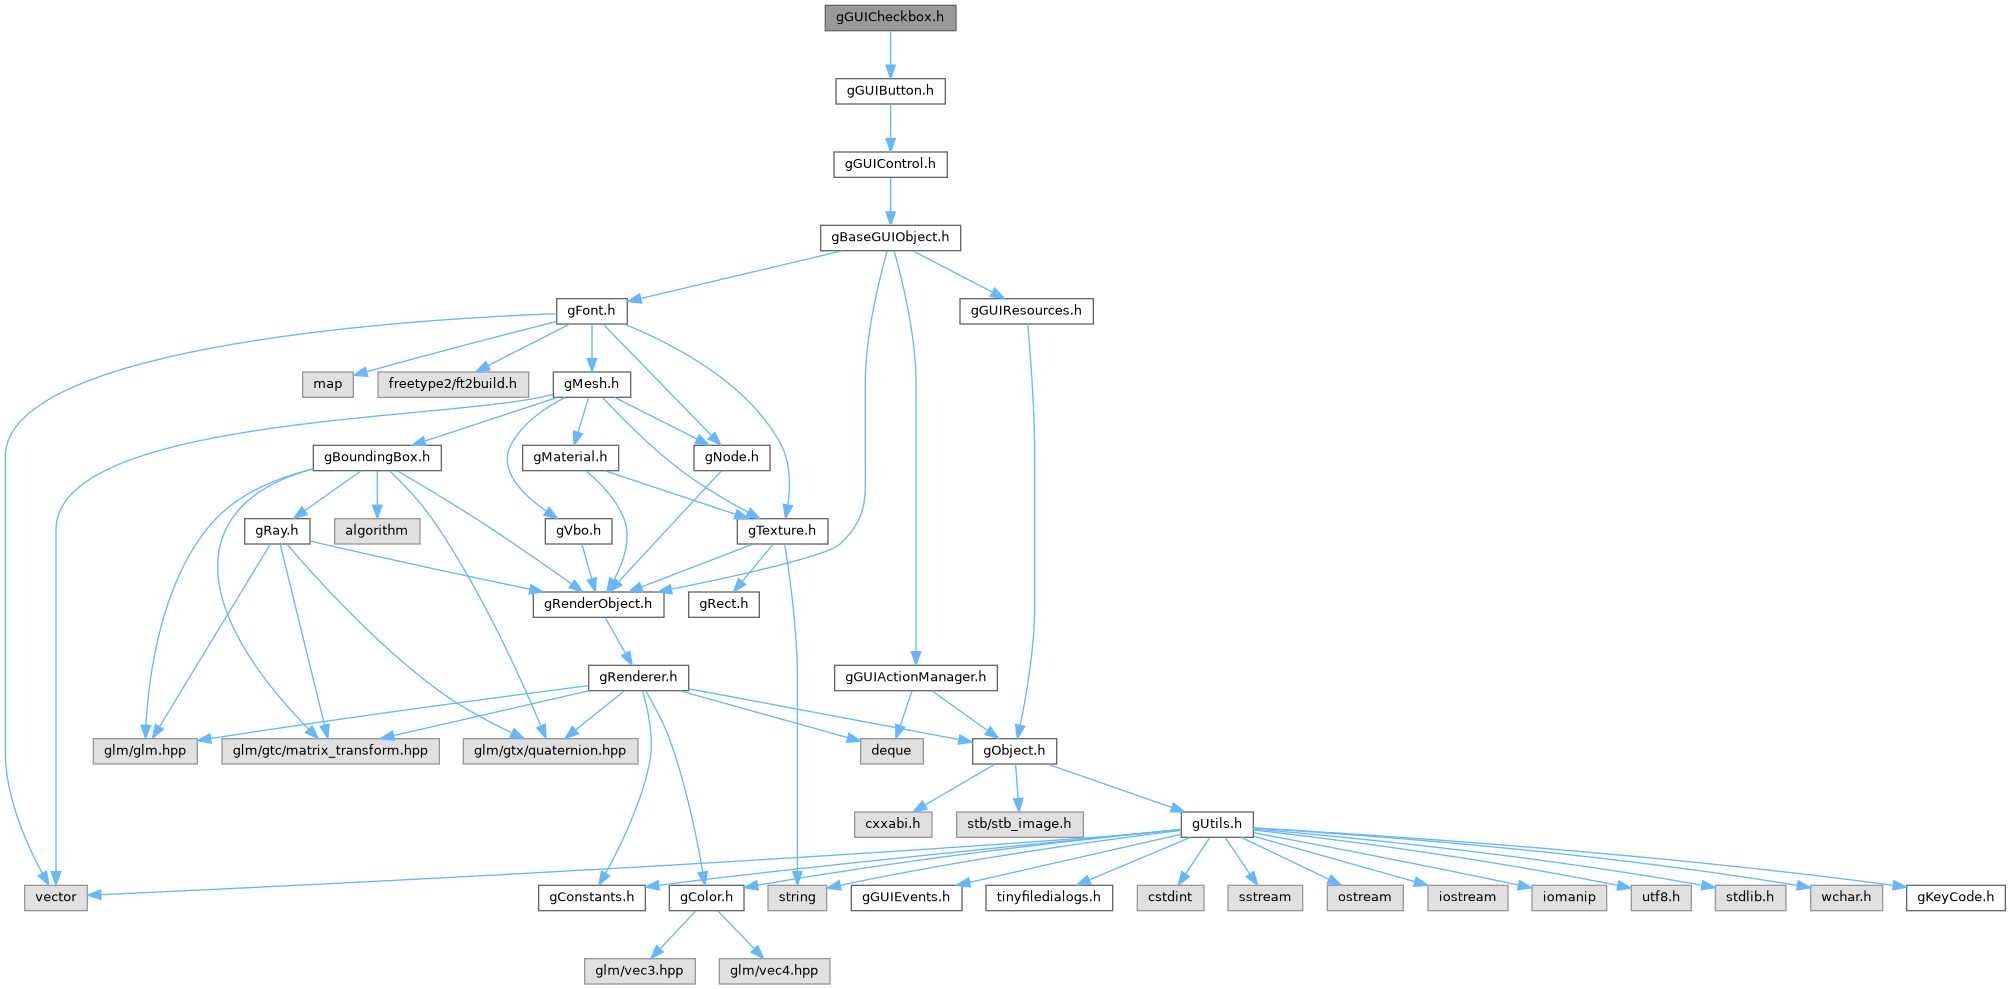 gGUICheckbox.h
gGUIButton.h
gGUIControl.h
gBaseGUIObject.h
gFont.h
gGUIResources.h
map
freetype2/ft2build.h
gMesh.h
gBoundingBox.h
gMaterial.h
gNode.h
gRay.h
algorithm
gVbo.h
gTexture.h
gRenderObject.h
gRect.h
gRenderer.h
gGUIActionManager.h
glm/glm.hpp
glm/gtc/matrix_transform.hpp
glm/gtx/quaternion.hpp
deque
gObject.h
cxxabi.h
stb/stb_image.h
gUtils.h
vector
gConstants.h
gColor.h
string
gGUIEvents.h
tinyfiledialogs.h
cstdint
sstream
ostream
iostream
iomanip
utf8.h
stdlib.h
wchar.h
gKeyCode.h
glm/vec3.hpp
glm/vec4.hpp